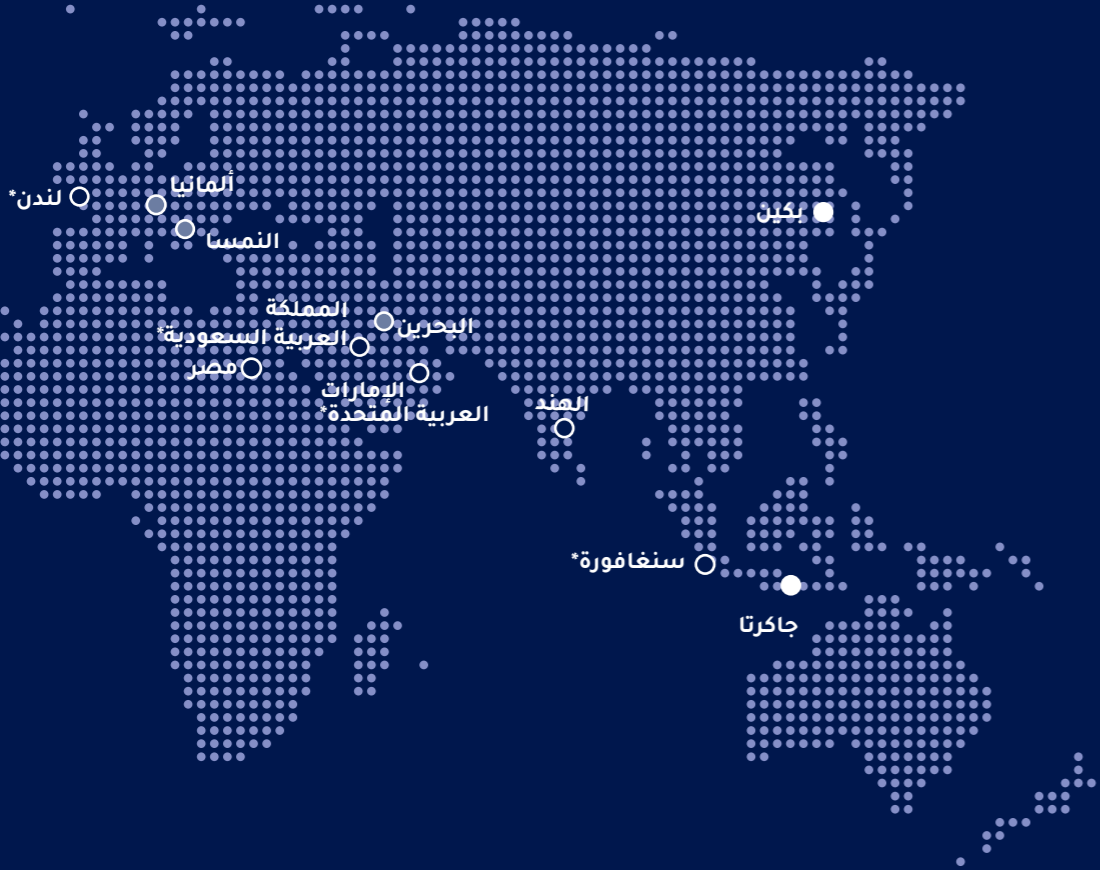 ألمانيا
لندن*
بكين
النمسا
المملكة
العربية السعودية*
البحرين
مصر
الإمارات
العربية المتحدة*
الهند
سنغافورة*
جاكرتا